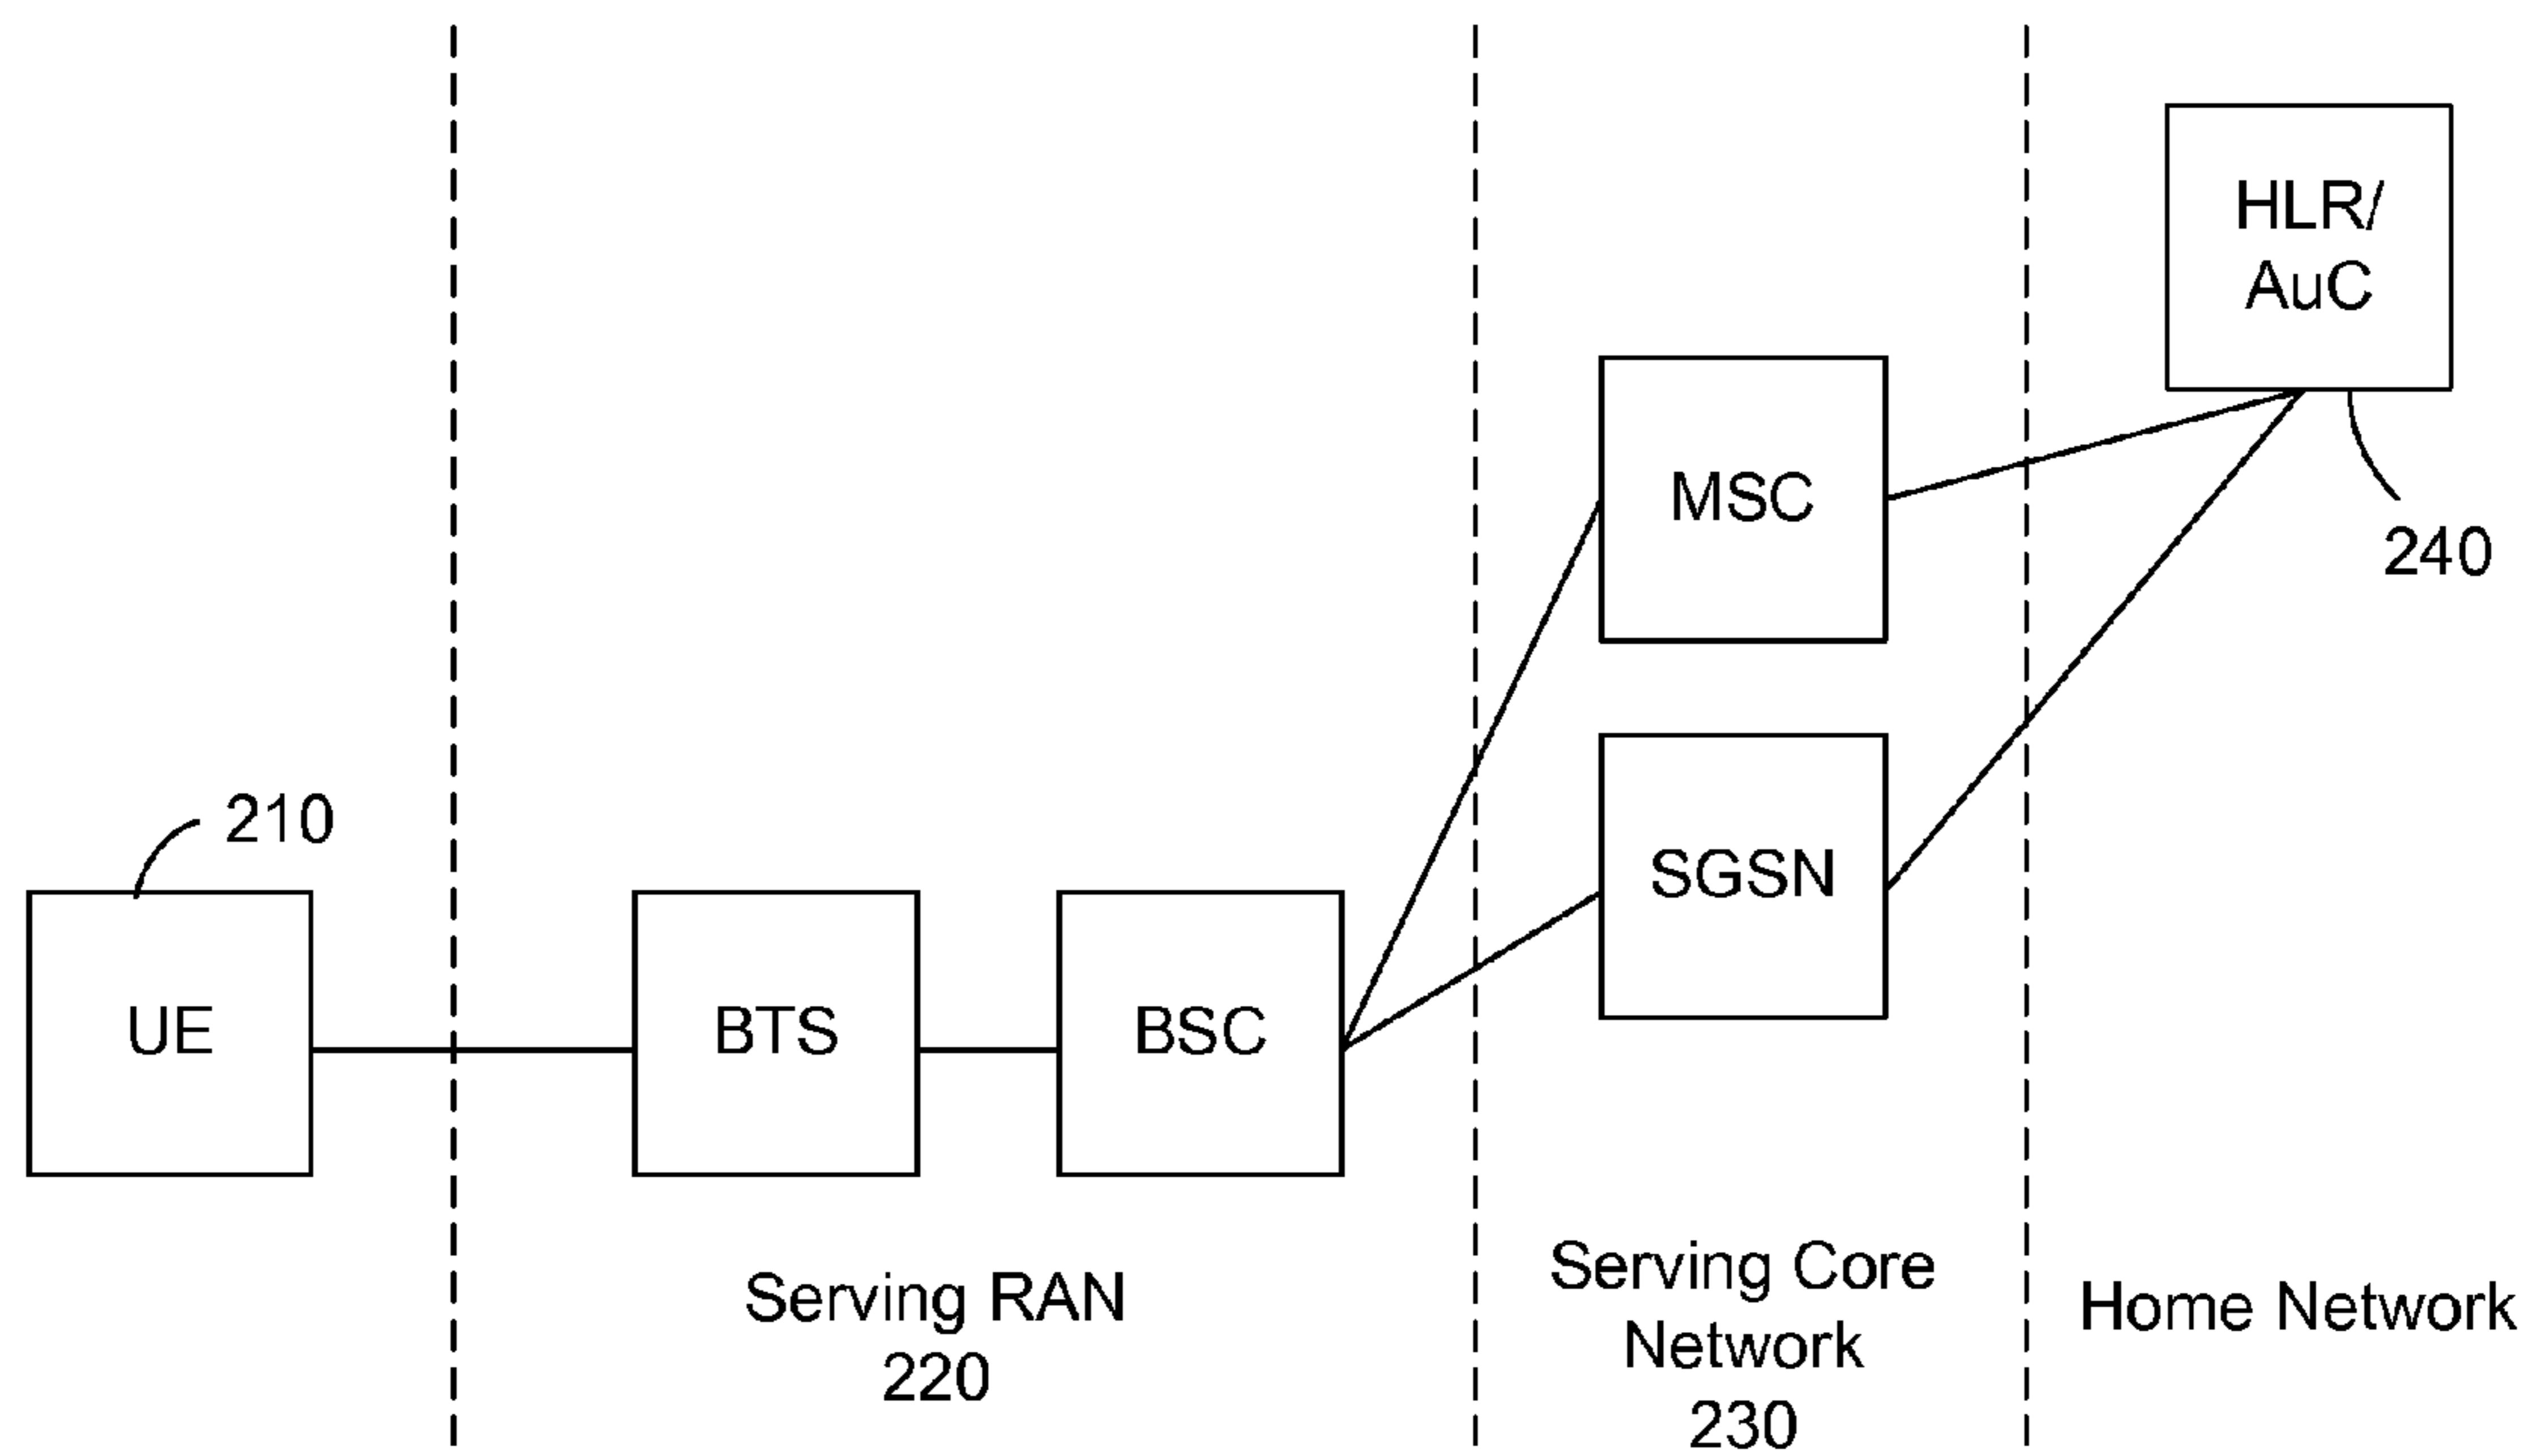 HLR/
AuC
MSC
240
210
SGSN
UE
BTS
BSC
Serving RAN
220
Serving Core
Network
230
Home Network